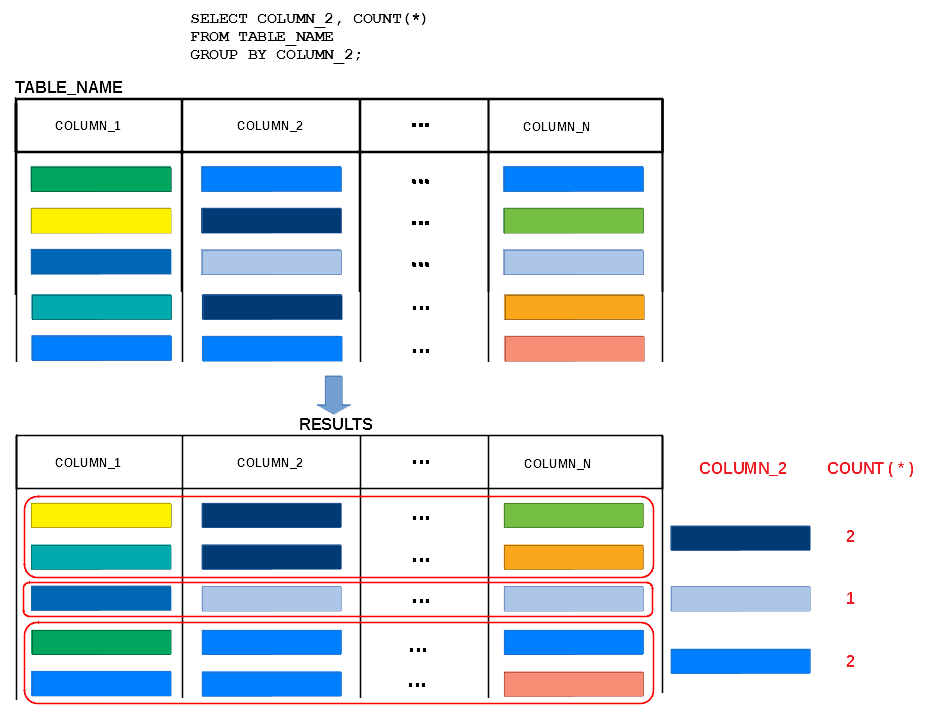 SELECT COLUMN_2, COUNT(*)
FROM TABLE_NAME
GROUP BY COLUMN_2;
TABLE_NAME
COLUMN_1 COLUMN_2 ... COLUMN_N
...
...
...
...
...
RESULTS
COLUMN_1 COLUMN_2 ... COLUMN_N COLUMN_2 COUNT ( * )
...
2
...
... 1
...
2
...